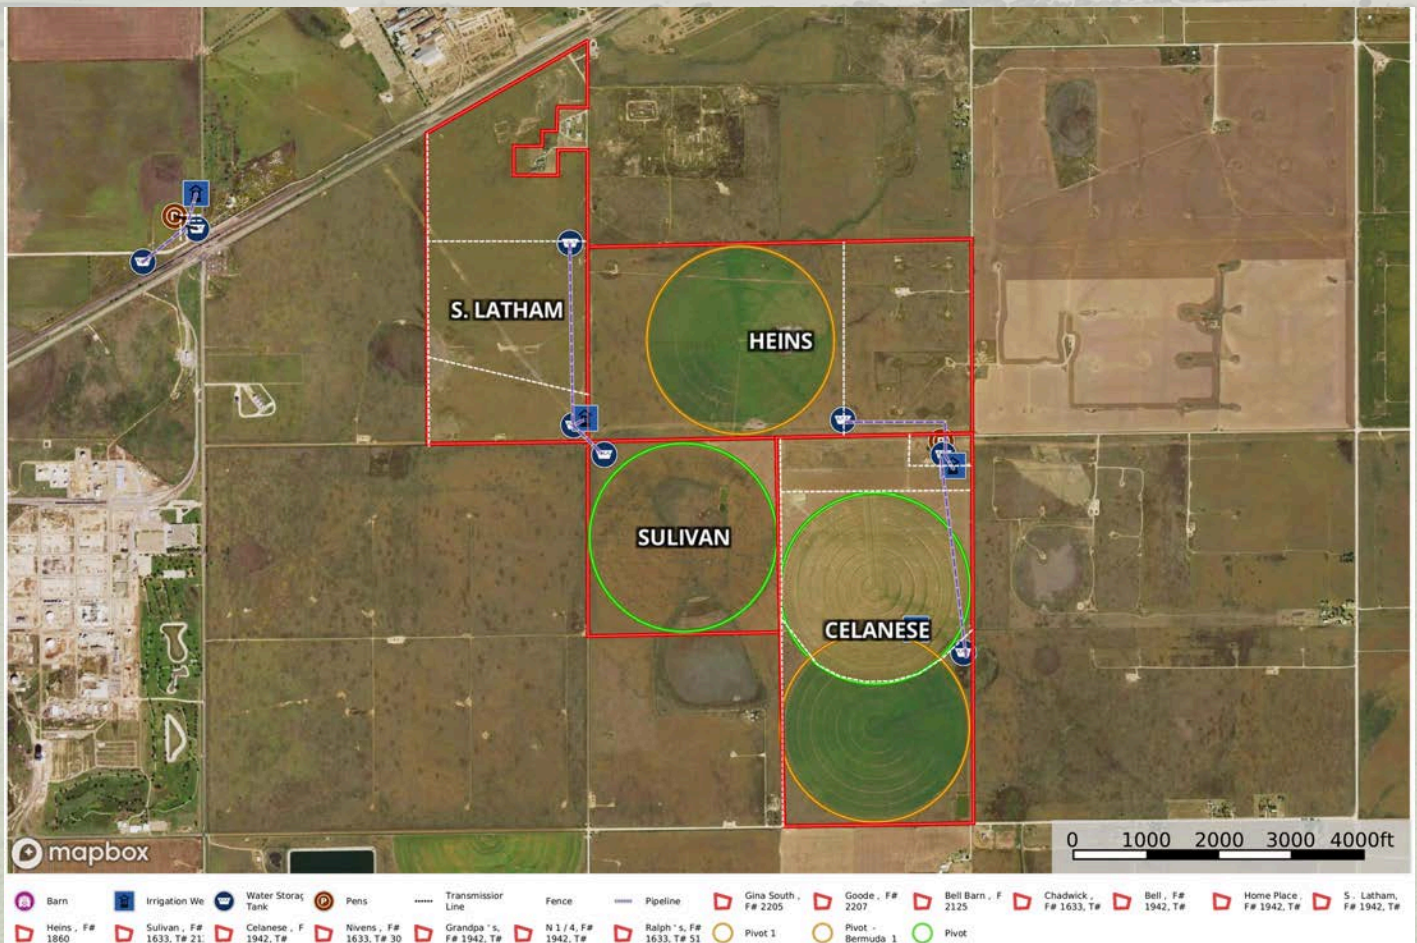 S. LATHAM
HEINS
SULIVAN
CELANESE
0 1000 2000 3000 4000ft
mapbox
Barn
Irrigation We
Water Storag
Tank
Pens
Transmissior
Line
Fence
Pipeline
Gina South ,
F# 2205
Goode , F#
2207
Bell Barn , F
2125
Chadwick ,
F# 1633, T#
Bell , F#
1942, T#
Home Place ,
F# 1942, T#
S . Latham,
F# 1942, T#
Heins , F#
1860
Sulivan , F#
1633, T# 21:
Celanese , F
1942, T#
Nivens , F#
1633, T# 30
Grandpa ' s,
F# 1942, T#
N 1 / 4, F#
1942, T#
Ralph ' s, F#
1633, T# 51
Pivot 1
Pivot -
Bermuda 1
Pivot